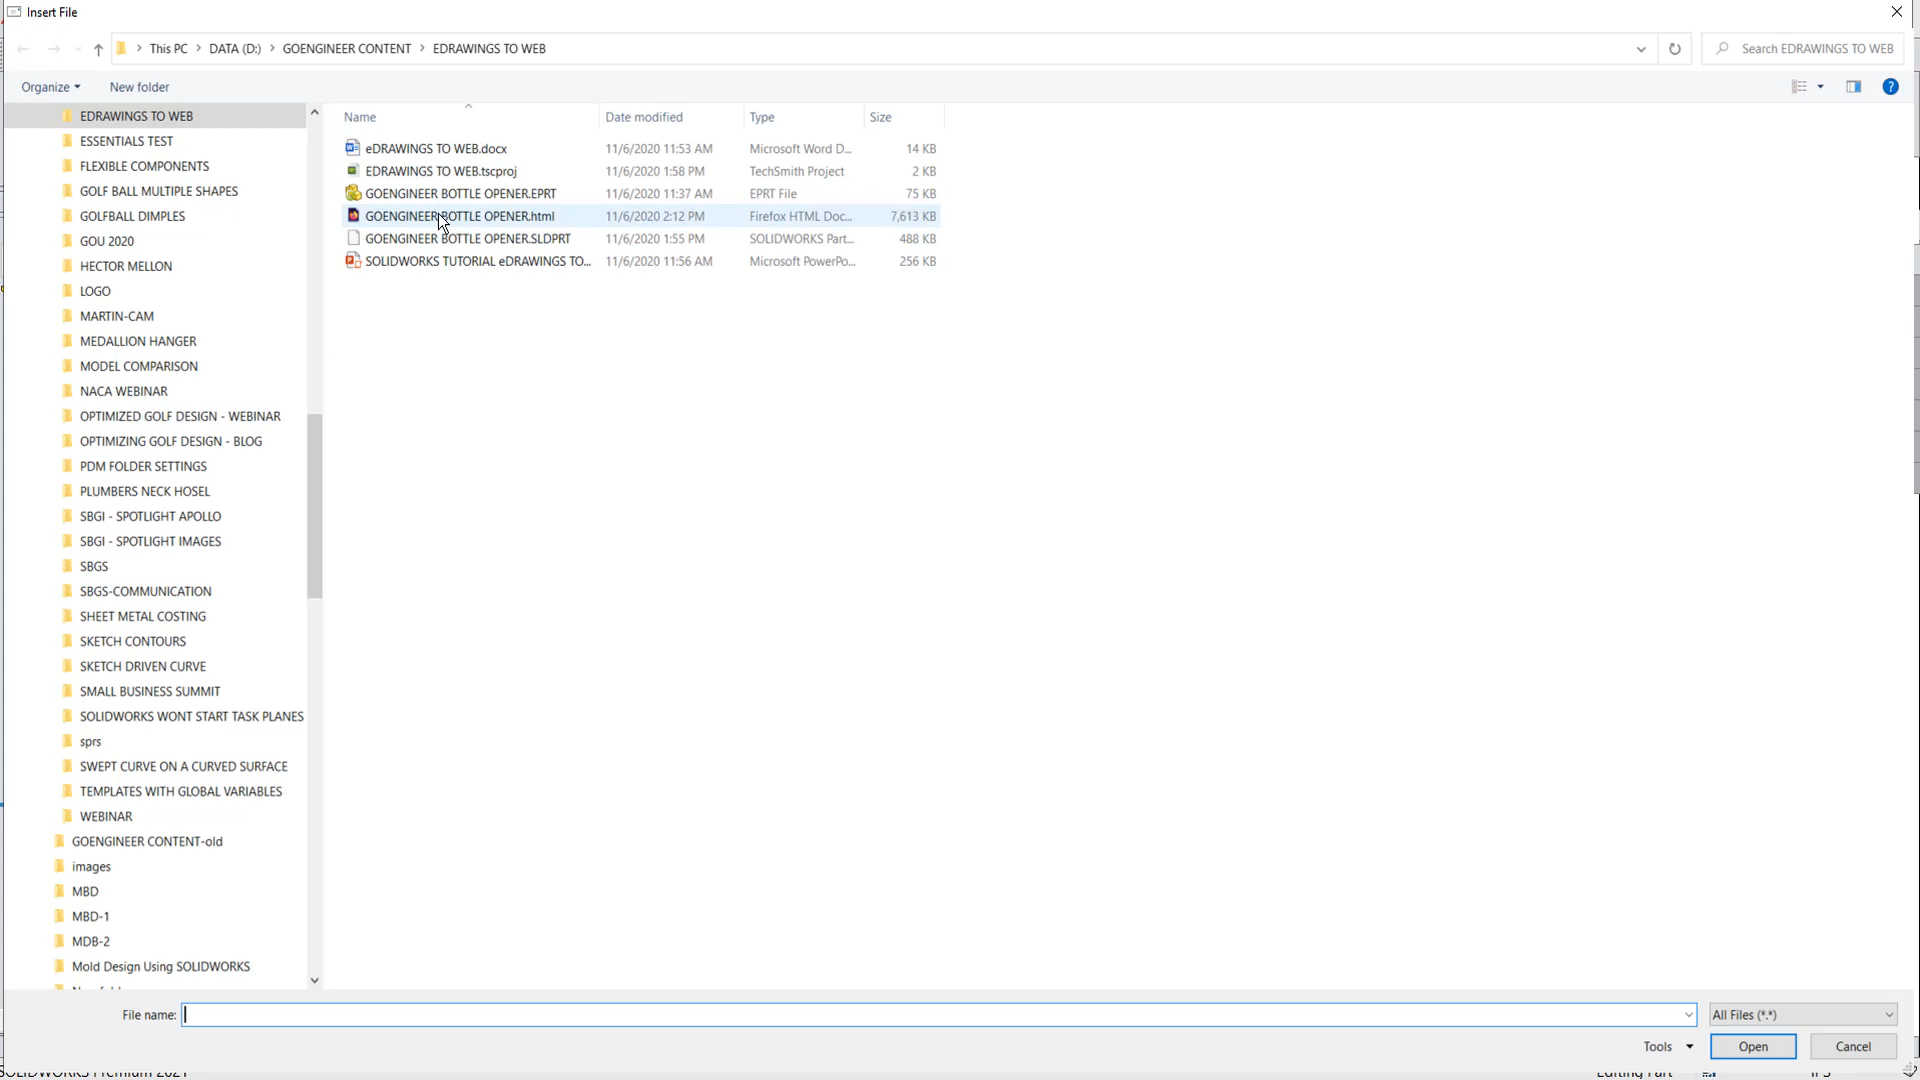 Insert File
This PC > DATA (D:) > GOENGINEER CONTENT > EDRAWINGS TO WEB
Search EDRAWINGS TO WEB
Organize
New folder
?
EDRAWINGS TO WEB
ESSENTIALS TEST
FLEXIBLE COMPONENTS
GOLF BALL MULTIPLE SHAPES
GOLFBALL DIMPLES
GOU 2020
HECTOR MELLON
LOGO
MARTIN-CAM
MEDALLION HANGER
MODEL COMPARISON
NACA WEBINAR
OPTIMIZED GOLF DESIGN - WEBINAR
OPTIMIZING GOLF DESIGN - BLOG
PDM FOLDER SETTINGS
PLUMBERS NECK HOSEL
SBGI - SPOTLIGHT APOLLO
SBGI - SPOTLIGHT IMAGES
SBGS
SBGS-COMMUNICATION
SHEET METAL COSTING
SKETCH CONTOURS
SKETCH DRIVEN CURVE
SMALL BUSINESS SUMMIT
SOLIDWORKS WONT START TASK PLANES
sprs
SWEPT CURVE ON A CURVED SURFACE
TEMPLATES WITH GLOBAL VARIABLES
WEBINAR
GOENGINEER CONTENT-old
images
MBD
MBD-1
MDB-2
Mold Design Using SOLIDWORKS
Name Date modified Type Size
eDRAWINGS TO WEB.docx 11/6/2020 11:53 AM Microsoft Word D... 14 KB
EDRAWINGS TO WEB.tscproj 11/6/2020 1:58 PM TechSmith Project 2 KB
GOENGINEER BOTTLE OPENER.EPRT 11/6/2020 11:37 AM EPRT File 75 KB
GOENGINEER BOTTLE OPENER.html 11/6/2020 2:12 PM Firefox HTML Doc... 7,613 KB
GOENGINEER BOTTLE OPENER.SLDPRT 11/6/2020 1:55 PM SOLIDWORKS Part... 488 KB
SOLIDWORKS TUTORIAL eDRAWINGS TO... 11/6/2020 11:56 AM Microsoft PowerPo... 256 KB
File name:
All Files (*.*)
Tools
Open
Cancel
SOLIDWORKS Premium 2021
Editing Part